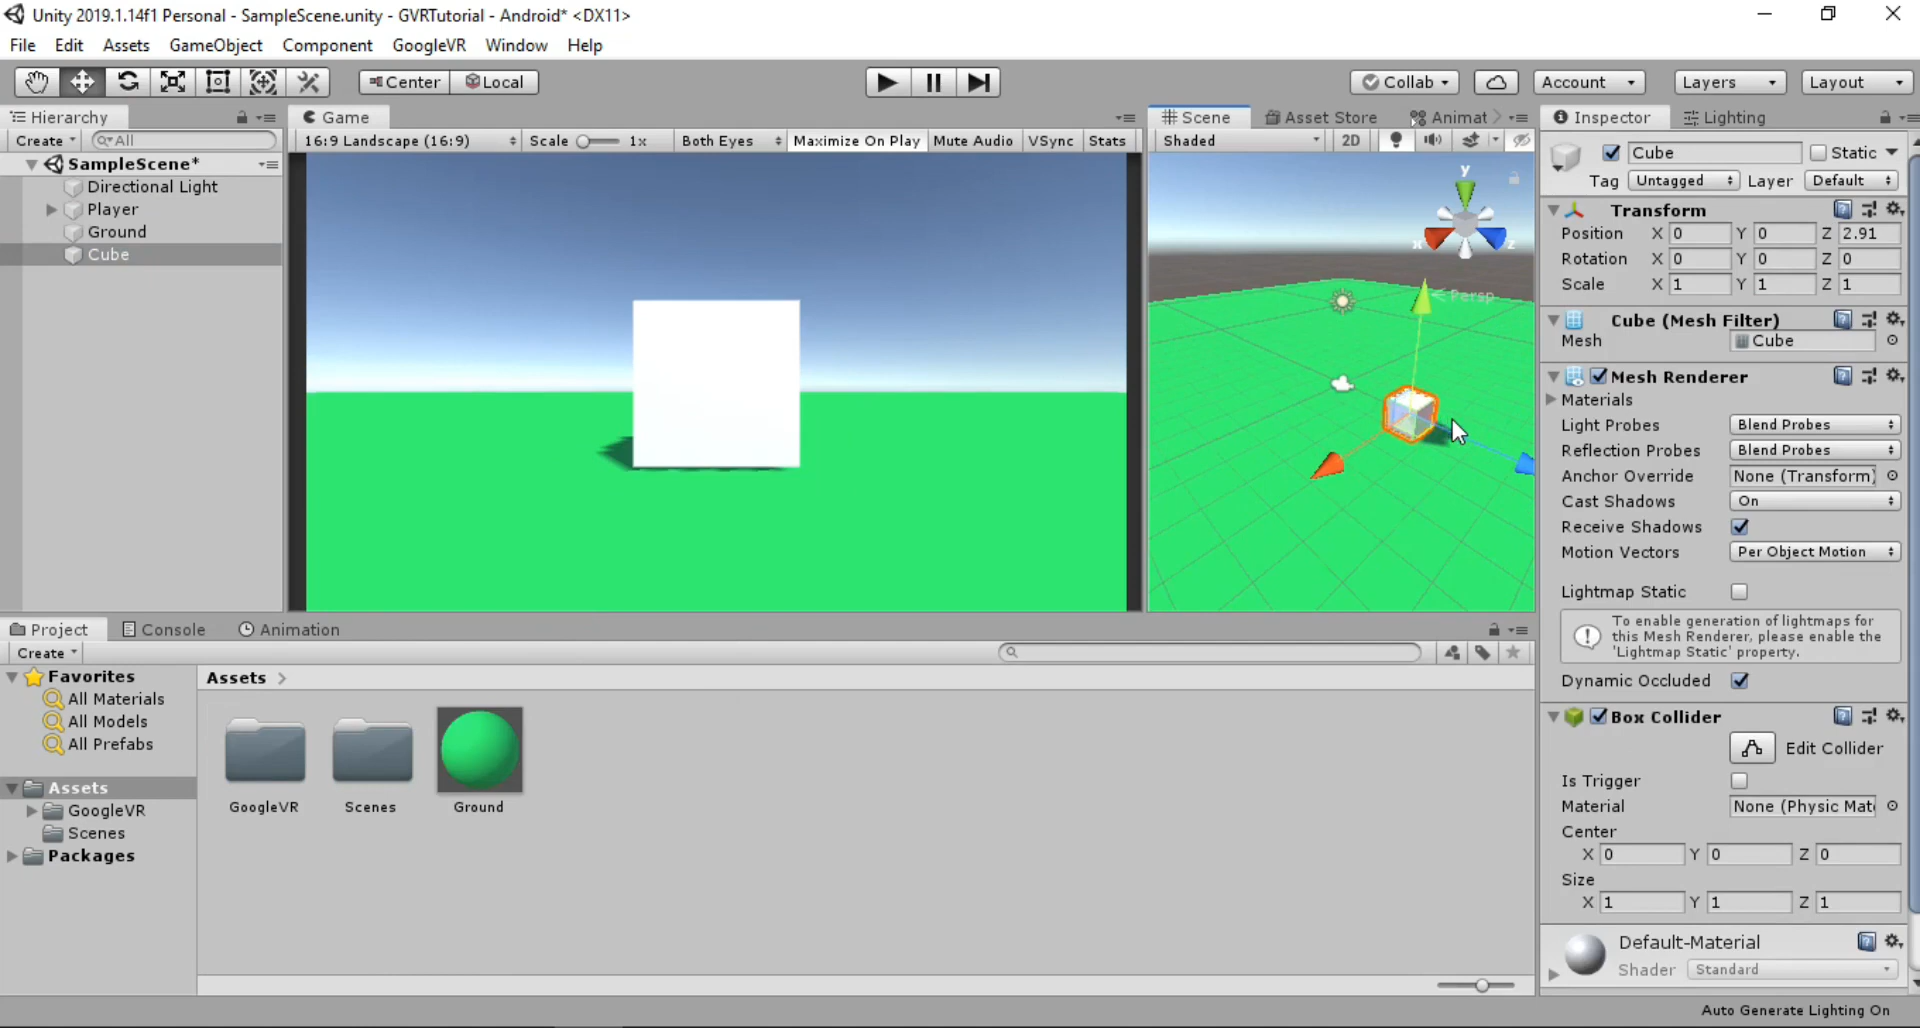 Unity 2019.1.14f1 Personal - SampleScene.unity - GVRTutorial - Android* <DX11>
File Edit Assets GameObject Component GoogleVR Window Help
Center Local Collab Account Layers Layout
Hierarchy
Create All
SampleScene*
Directional Light
Player
Ground
Cube
Game
16:9 Landscape (16:9) Scale 1x Both Eyes Maximize On Play Mute Audio VSync Stats
Scene Asset Store Animat
Shaded 2D
y
x z
Persp
Inspector Lighting
Cube Static
Tag Untagged Layer Default
Transform
Position X 0 Y 0 Z 2.91
Rotation X 0 Y 0 Z 0
Scale X 1 Y 1 Z 1
Cube (Mesh Filter)
Mesh Cube
Mesh Renderer
Materials
Light Probes Blend Probes
Reflection Probes Blend Probes
Anchor Override None (Transform)
Cast Shadows On
Receive Shadows
Motion Vectors Per Object Motion
Lightmap Static
To enable generation of lightmaps for
this Mesh Renderer, please enable the
'Lightmap Static' property.
Dynamic Occluded
Box Collider
Edit Collider
Is Trigger
Material None (Physic Mat
Center
X 0 Y 0 Z 0
Size
X 1 Y 1 Z 1
Default-Material
Shader Standard
Project Console Animation
Create
Favorites
All Materials
All Models
All Prefabs
Assets
GoogleVR
Scenes
Packages
Assets >
GoogleVR Scenes Ground
Auto Generate Lighting On